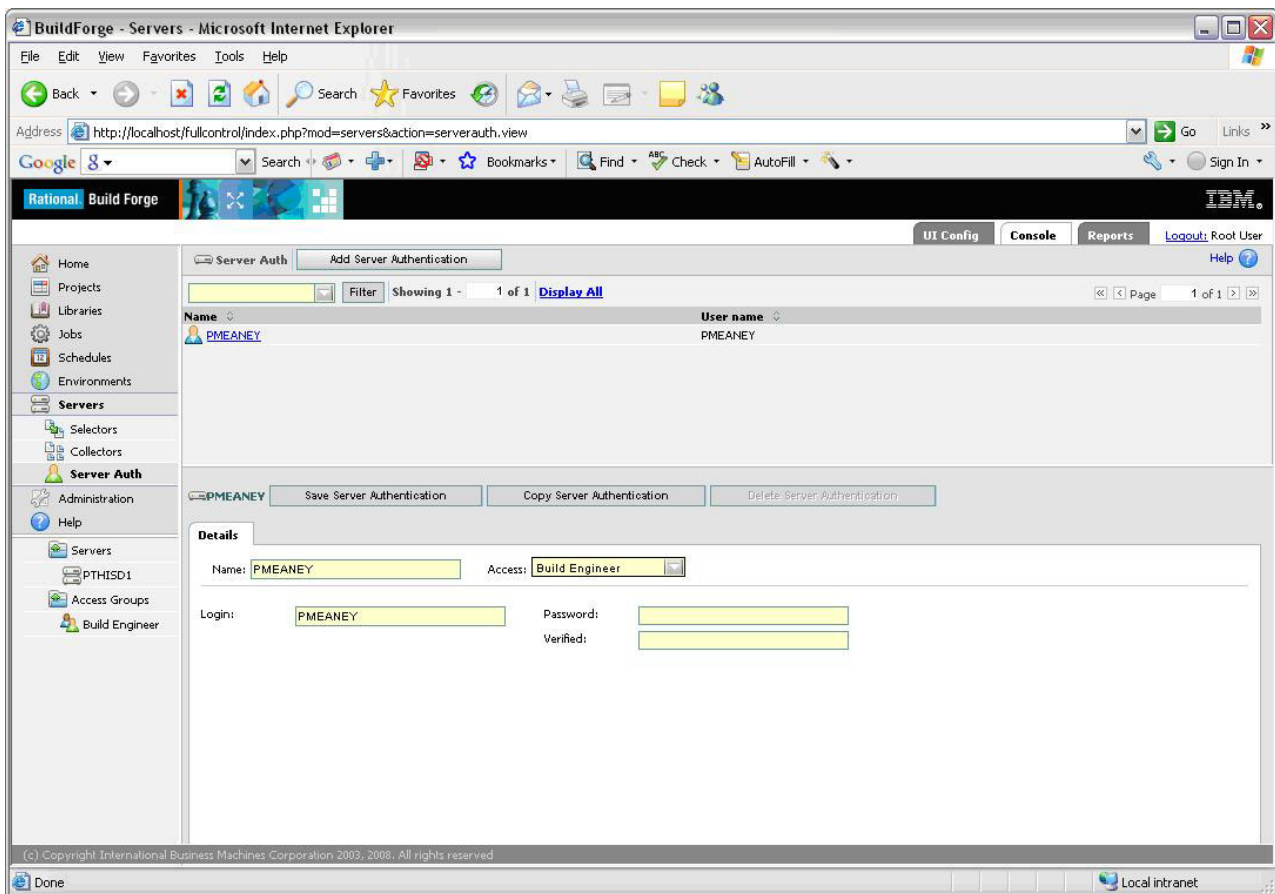 BuildForge - Servers - Microsoft Internet Explorer
File Edit View Favorites Tools Help
Back Search Favorites
Address http://localhost/fullcontrol/index.php?mod=servers&action=serverauth.view Go Links »
Google Search Bookmarks Find ABC Check AutoFill Sign In
Rational. Build Forge IBM.
UI Config Console Reports Logout: Root User
Home
Projects
Libraries
Jobs
12 Schedules
Environments
Servers
Selectors
Collectors
Server Auth
Administration
Help
Servers
PTHISD1
Access Groups
Build Engineer
Server Auth Add Server Authentication Help
Filter Showing 1 - 1 of 1 Display All Page 1 of 1
Name User name
PMEANEY PMEANEY
PMEANEY Save Server Authentication Copy Server Authentication Delete Server Authentication
Details
Name: PMEANEY Access: Build Engineer
Login: PMEANEY Password:
Verified:
(c) Copyright International Business Machines Corporation 2003, 2008. All rights reserved
Done Local intranet